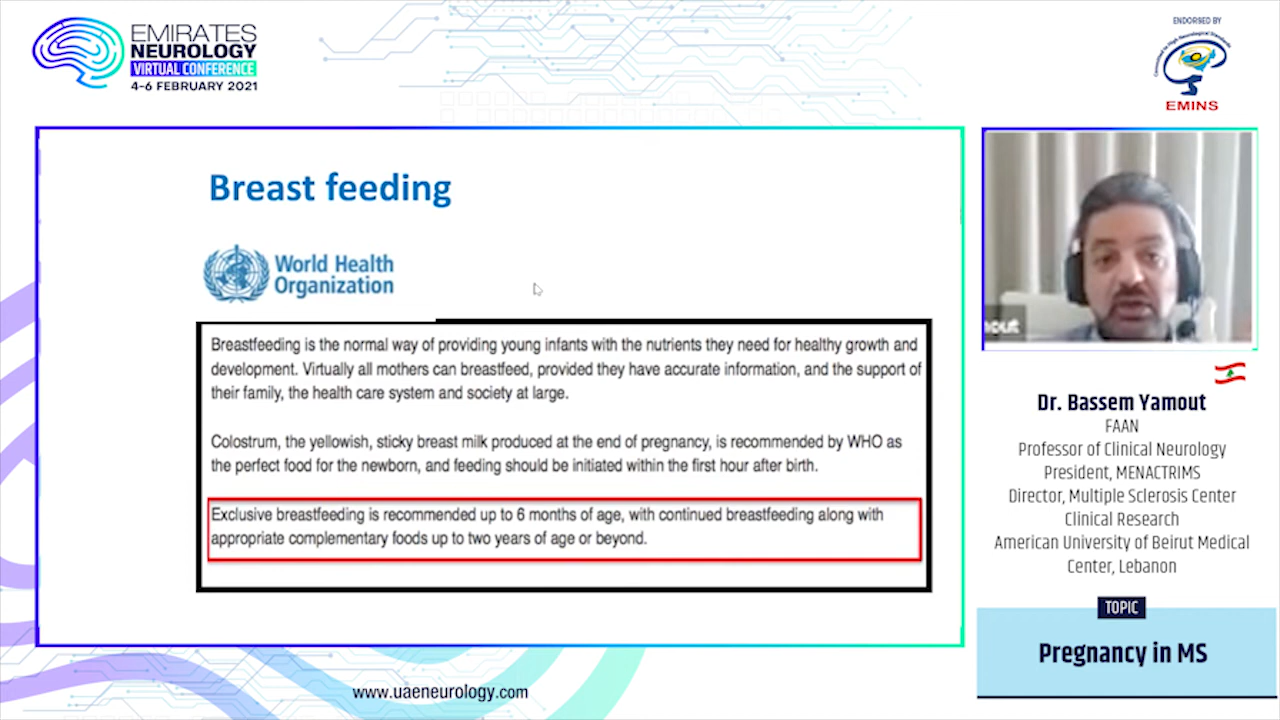 EMIRATES
NEUROLOGY
VIRTUAL CONFERENCE
4-6 FEBRUARY 2021
ENDORSED BY
Committed to High Neurological Standards
EMINS
Breast feeding
World Health
Organization
Breastfeeding is the normal way of providing young infants with the nutrients they need for healthy growth and
development. Virtually all mothers can breastfeed, provided they have accurate information, and the support of
their family, the health care system and society at large.
Colostrum, the yellowish, sticky breast milk produced at the end of pregnancy, is recommended by WHO as
the perfect food for the newborn, and feeding should be initiated within the first hour after birth.
Exclusive breastfeeding is recommended up to 6 months of age, with continued breastfeeding along with
appropriate complementary foods up to two years of age or beyond.
out
Dr. Bassem Yamout
FAAN
Professor of Clinical Neurology
President, MENACTRIMS
Director, Multiple Sclerosis Center
Clinical Research
American University of Beirut Medical
Center, Lebanon
TOPIC
Pregnancy in MS
www.uaeneurology.com